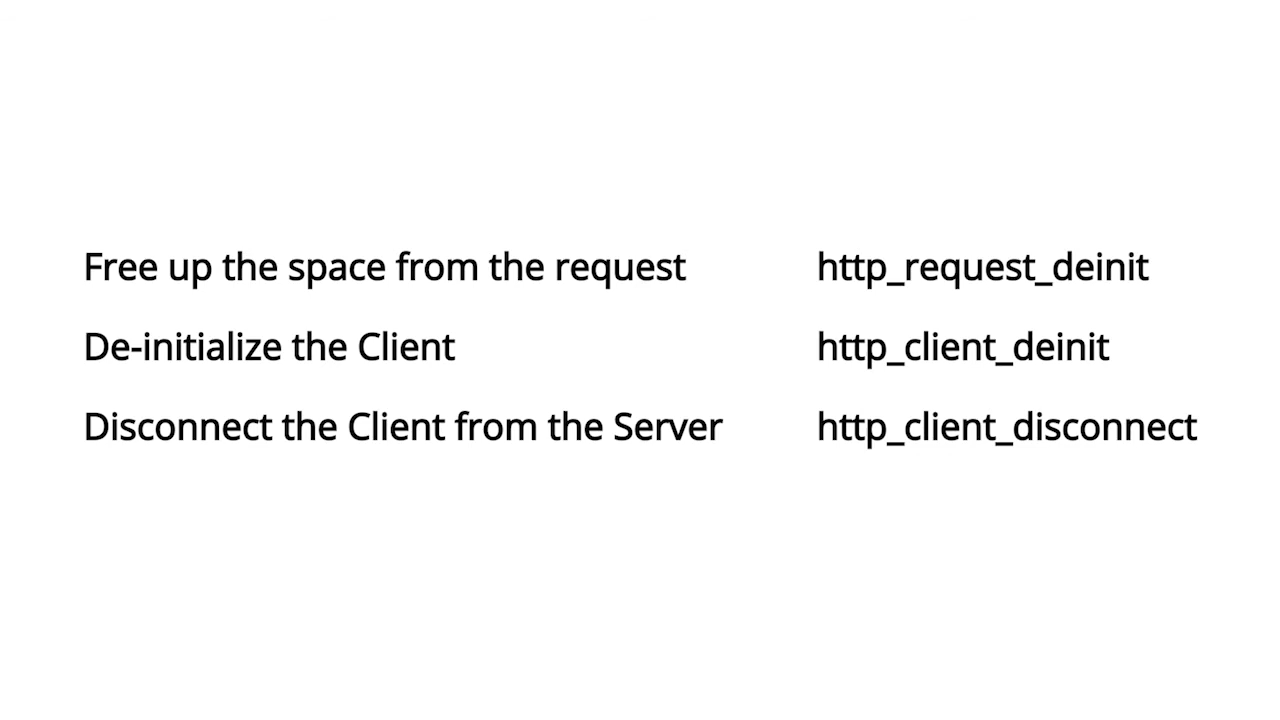 Free up the space from the request http_request_deinit
De-initialize the Client http_client_deinit
Disconnect the Client from the Server http_client_disconnect